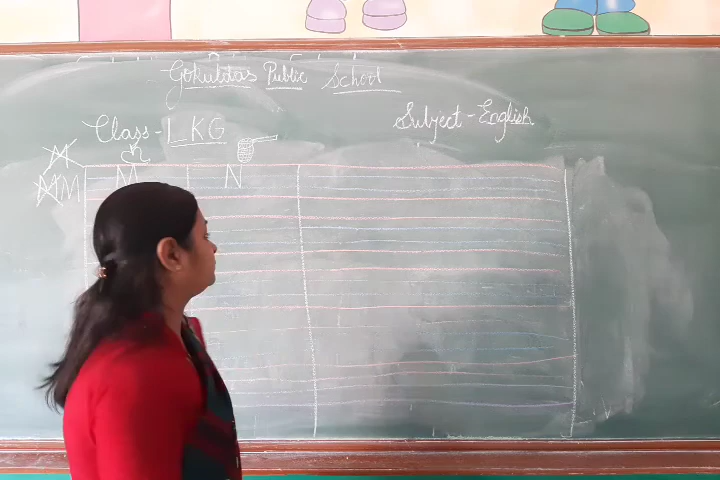 Gokuldas Public School
Class-LKG
Subject-English
M N
M